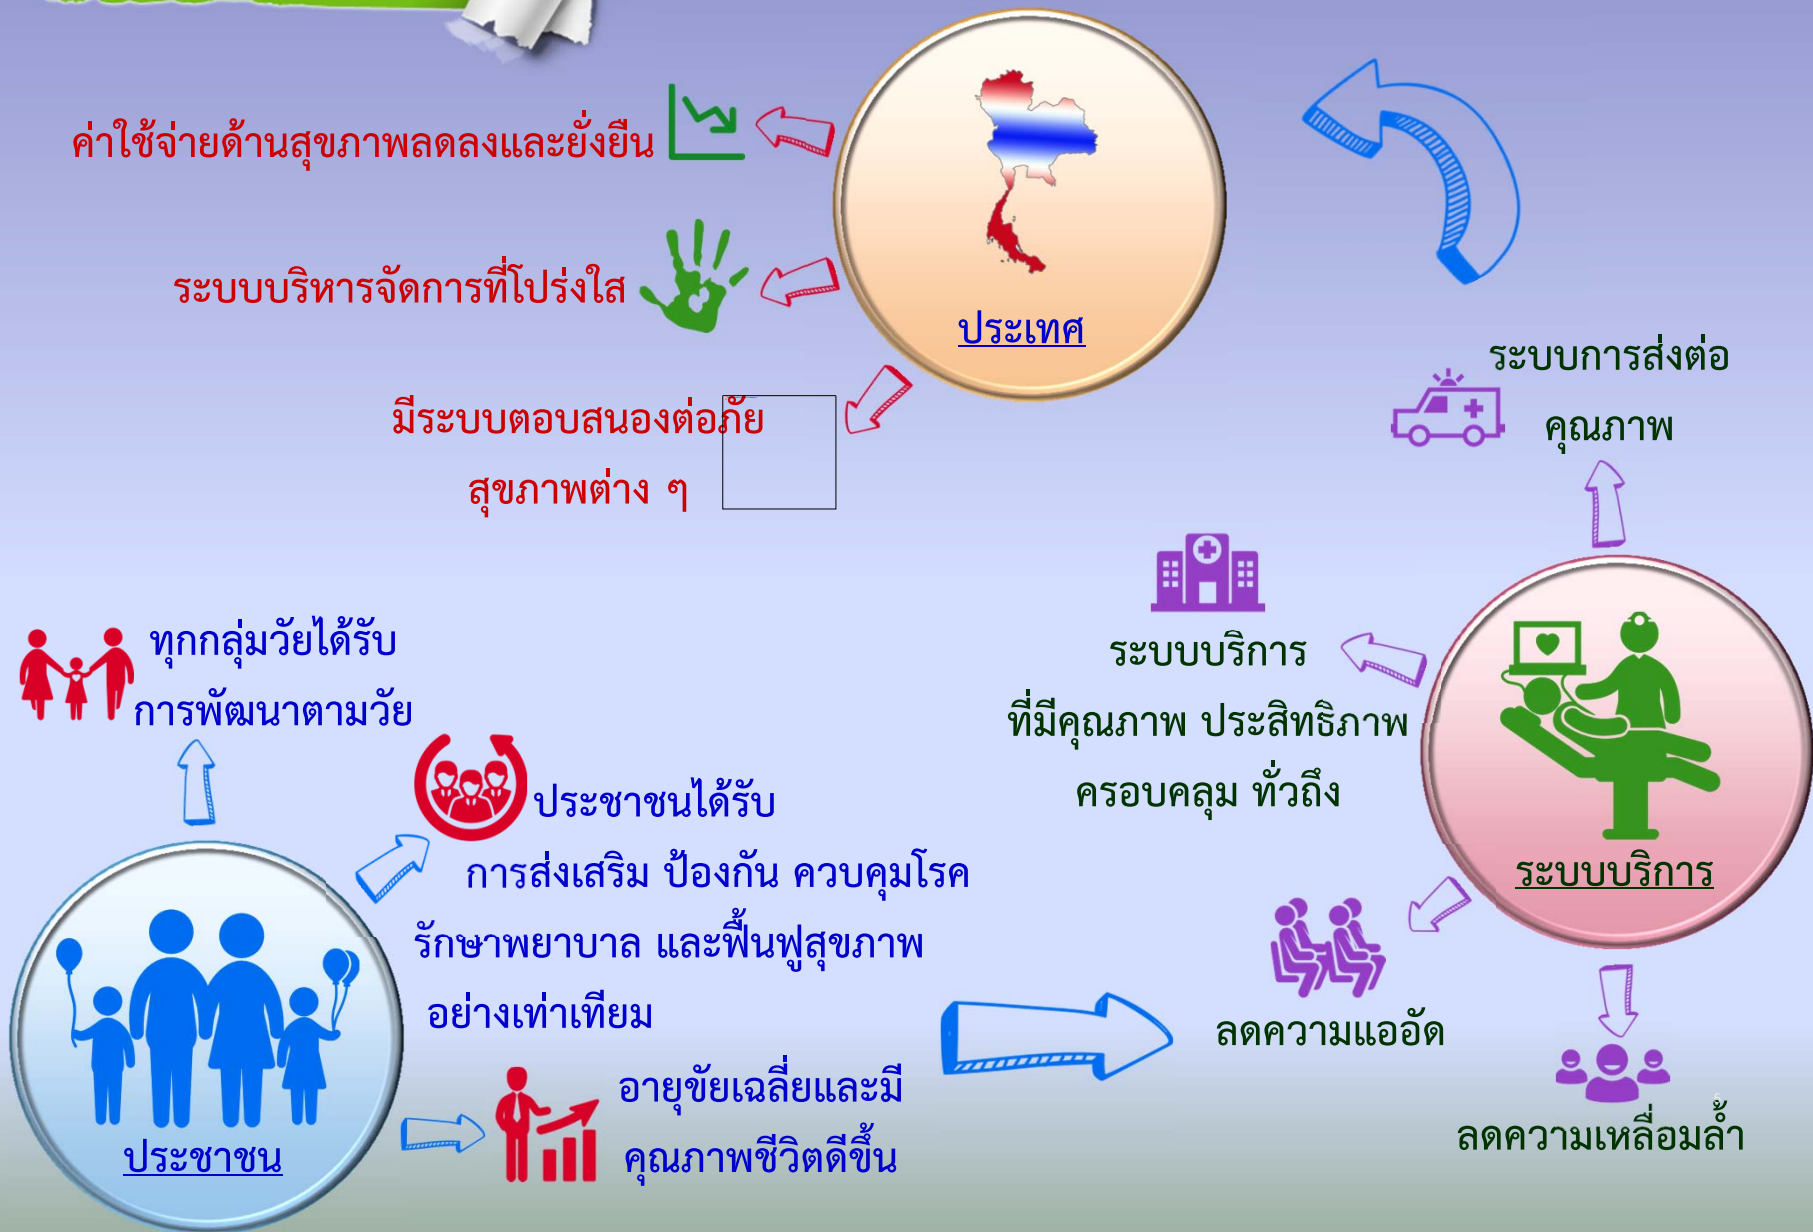 ค่าใช้จ่ายด้านสุขภาพลดลงและยั่งยืน
ระบบบริหารจัดการที่โปร่งใส
มีระบบตอบสนองต่อภัย
สุขภาพต่าง ๆ
ประเทศ
ระบบการส่งต่อ
คุณภาพ
ระบบบริการ
ที่มีคุณภาพ ประสิทธิภาพ
ครอบคลุม ทั่วถึง
ระบบบริการ
ลดความแออัด
ลดความเหลื่อมล้ำ
ทุกกลุ่มวัยได้รับ
การพัฒนาตามวัย
ประชาชนได้รับ
การส่งเสริม ป้องกัน ควบคุมโรค
รักษาพยาบาล และฟื้นฟูสุขภาพ
อย่างเท่าเทียม
อายุขัยเฉลี่ยและมี
คุณภาพชีวิตดีขึ้น
ประชาชน